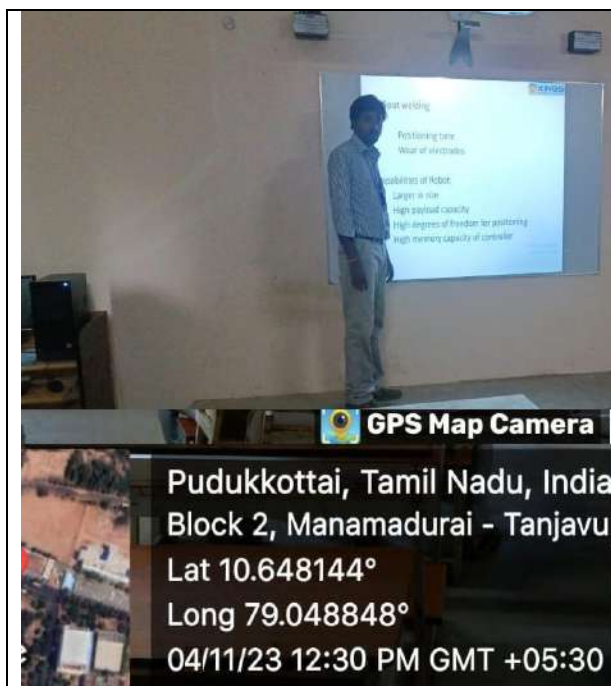 KINGS
Spot welding
Positioning time
Wear of electrodes
Capabilities of Robot:
Larger in size
High payload capacity
High degrees of freedom for positioning
High memory capacity of controller
GPS Map Camera
Pudukkottai, Tamil Nadu, India
Block 2, Manamadurai - Tanjavu
Lat 10.648144°
Long 79.048848°
04/11/23 12:30 PM GMT +05:30